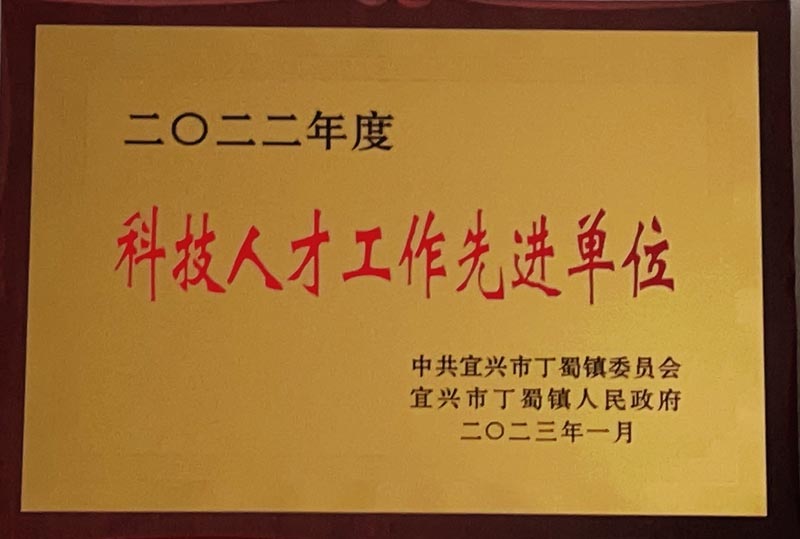 二〇二二年度
科技人才工作先进单位
中共宜兴市丁蜀镇委员会
宜兴市丁蜀镇人民政府
二〇二三年一月